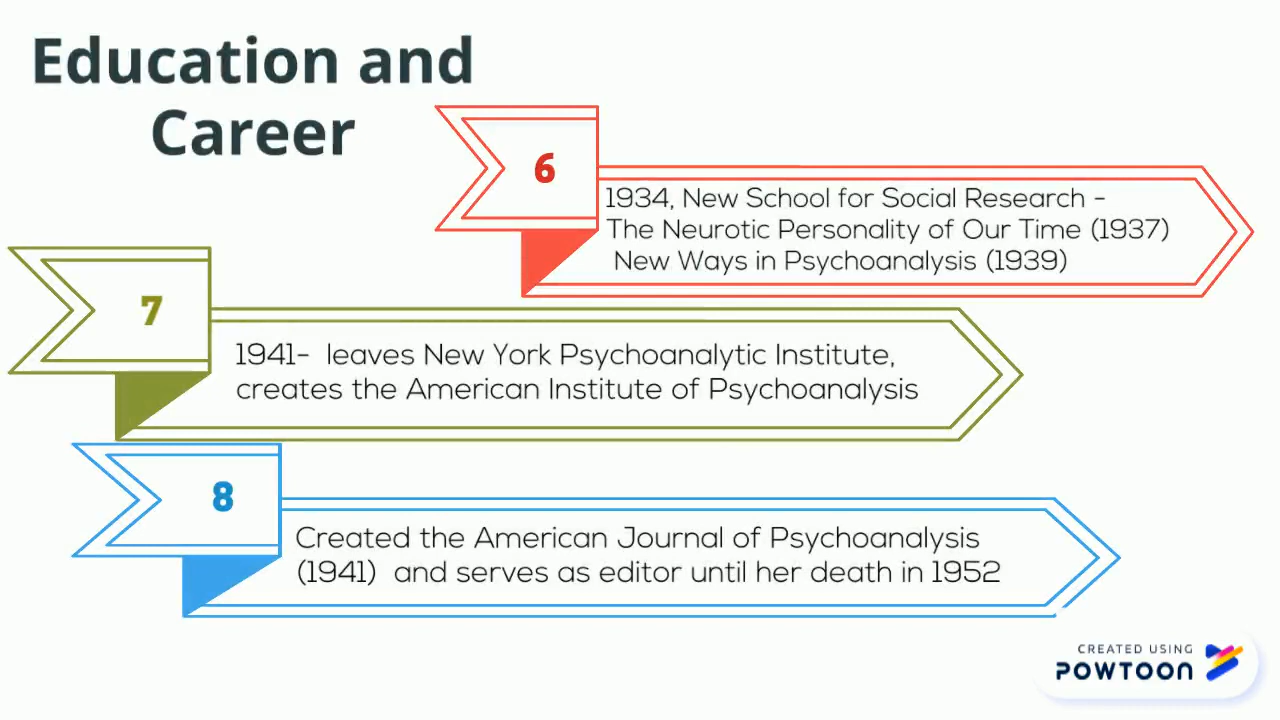 Education and
Career
6
1934, New School for Social Research -
The Neurotic Personality of Our Time (1937)
New Ways in Psychoanalysis (1939)
7
1941- leaves New York Psychoanalytic Institute,
creates the American Institute of Psychoanalysis
8
Created the American Journal of Psychoanalysis
(1941) and serves as editor until her death in 1952
CREATED USING
POWTOON